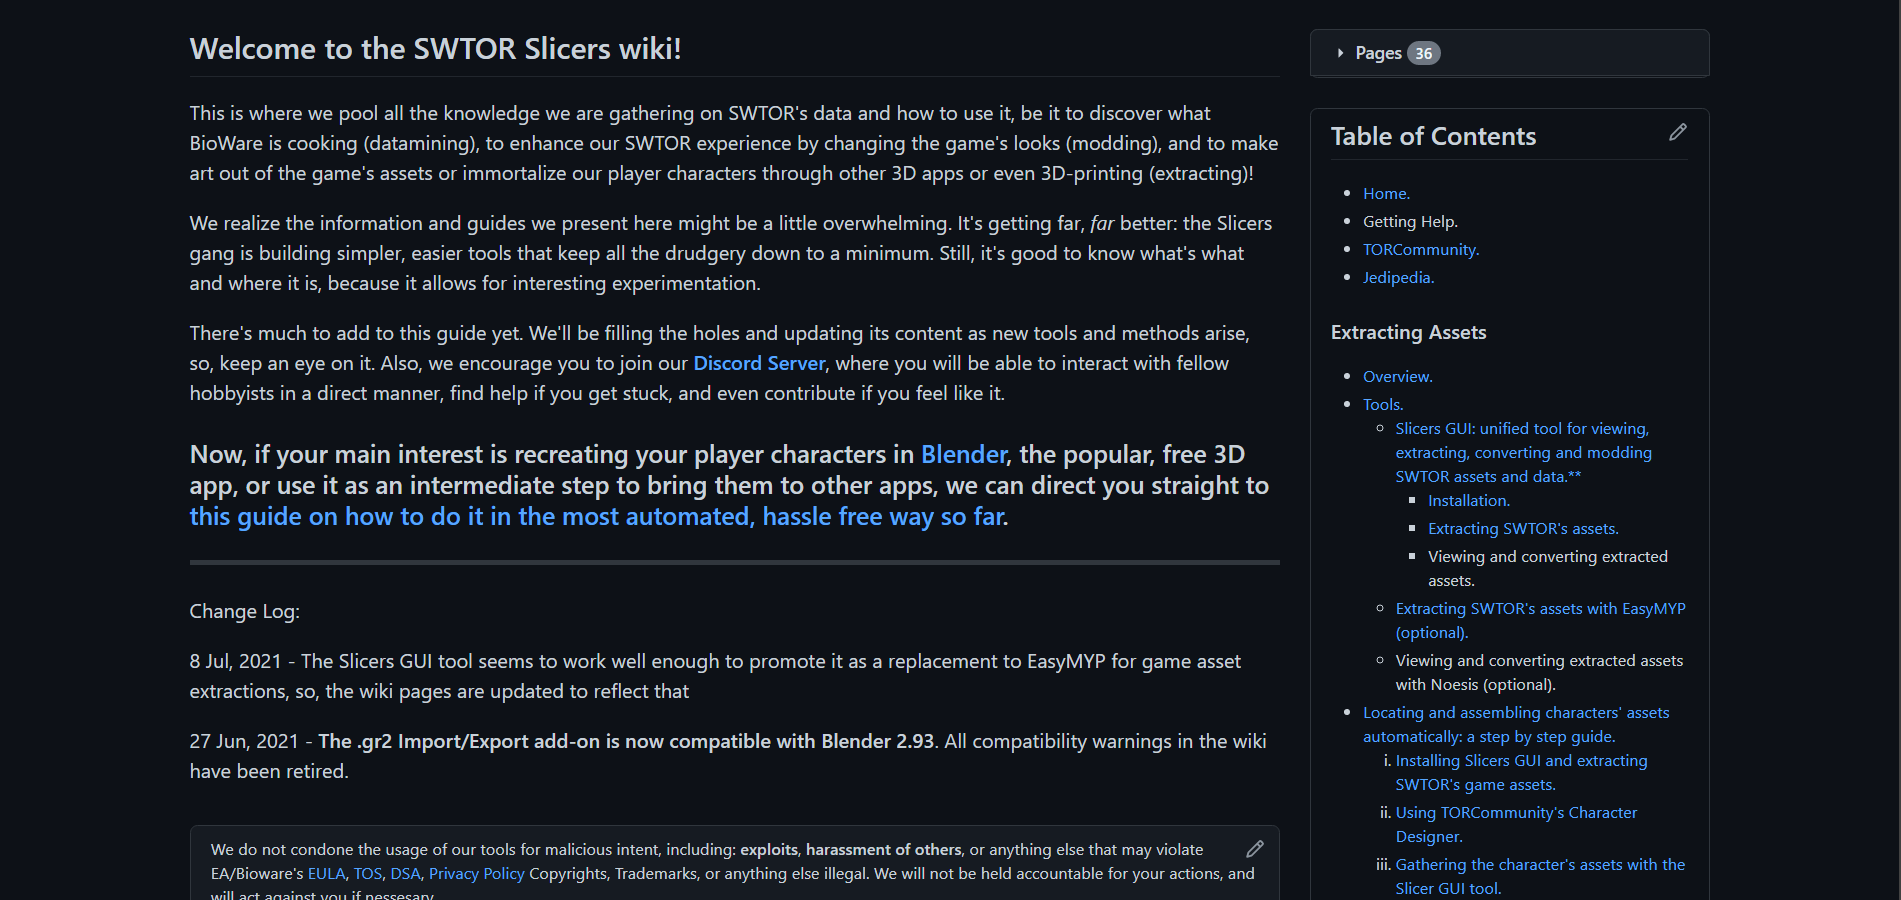 Welcome to the SWTOR Slicers wiki!
This is where we pool all the knowledge we are gathering on SWTOR's data and how to use it, be it to discover what
BioWare is cooking (datamining), to enhance our SWTOR experience by changing the game's looks (modding), and to make
art out of the game's assets or immortalize our player characters through other 3D apps or even 3D-printing (extracting)!
We realize the information and guides we present here might be a little overwhelming. It's getting far, far better: the Slicers
gang is building simpler, easier tools that keep all the drudgery down to a minimum. Still, it's good to know what's what
and where it is, because it allows for interesting experimentation.
There's much to add to this guide yet. We'll be filling the holes and updating its content as new tools and methods arise,
so, keep an eye on it. Also, we encourage you to join our Discord Server, where you will be able to interact with fellow
hobbyists in a direct manner, find help if you get stuck, and even contribute if you feel like it.
Now, if your main interest is recreating your player characters in Blender, the popular, free 3D
app, or use it as an intermediate step to bring them to other apps, we can direct you straight to
this guide on how to do it in the most automated, hassle free way so far.
Change Log:
8 Jul, 2021 - The Slicers GUI tool seems to work well enough to promote it as a replacement to EasyMYP for game asset
extractions, so, the wiki pages are updated to reflect that
27 Jun, 2021 - The .gr2 Import/Export add-on is now compatible with Blender 2.93. All compatibility warnings in the wiki
have been retired.
We do not condone the usage of our tools for malicious intent, including: exploits, harassment of others, or anything else that may violate
EA/Bioware's EULA, TOS, DSA, Privacy Policy Copyrights, Trademarks, or anything else illegal. We will not be held accountable for your actions, and
will act against you if nessesary
Pages 36
Table of Contents
• Home.
• Getting Help.
• TORCommunity.
• Jedipedia.
Extracting Assets
• Overview.
• Tools.
◦ Slicers GUI: unified tool for viewing,
extracting, converting and modding
SWTOR assets and data.**
▪ Installation.
▪ Extracting SWTOR's assets.
▪ Viewing and converting extracted
assets.
◦ Extracting SWTOR's assets with EasyMYP
(optional).
◦ Viewing and converting extracted assets
with Noesis (optional).
• Locating and assembling characters' assets
automatically: a step by step guide.
i. Installing Slicers GUI and extracting
SWTOR's game assets.
ii. Using TORCommunity's Character
Designer.
iii. Gathering the character's assets with the
Slicer GUI tool.